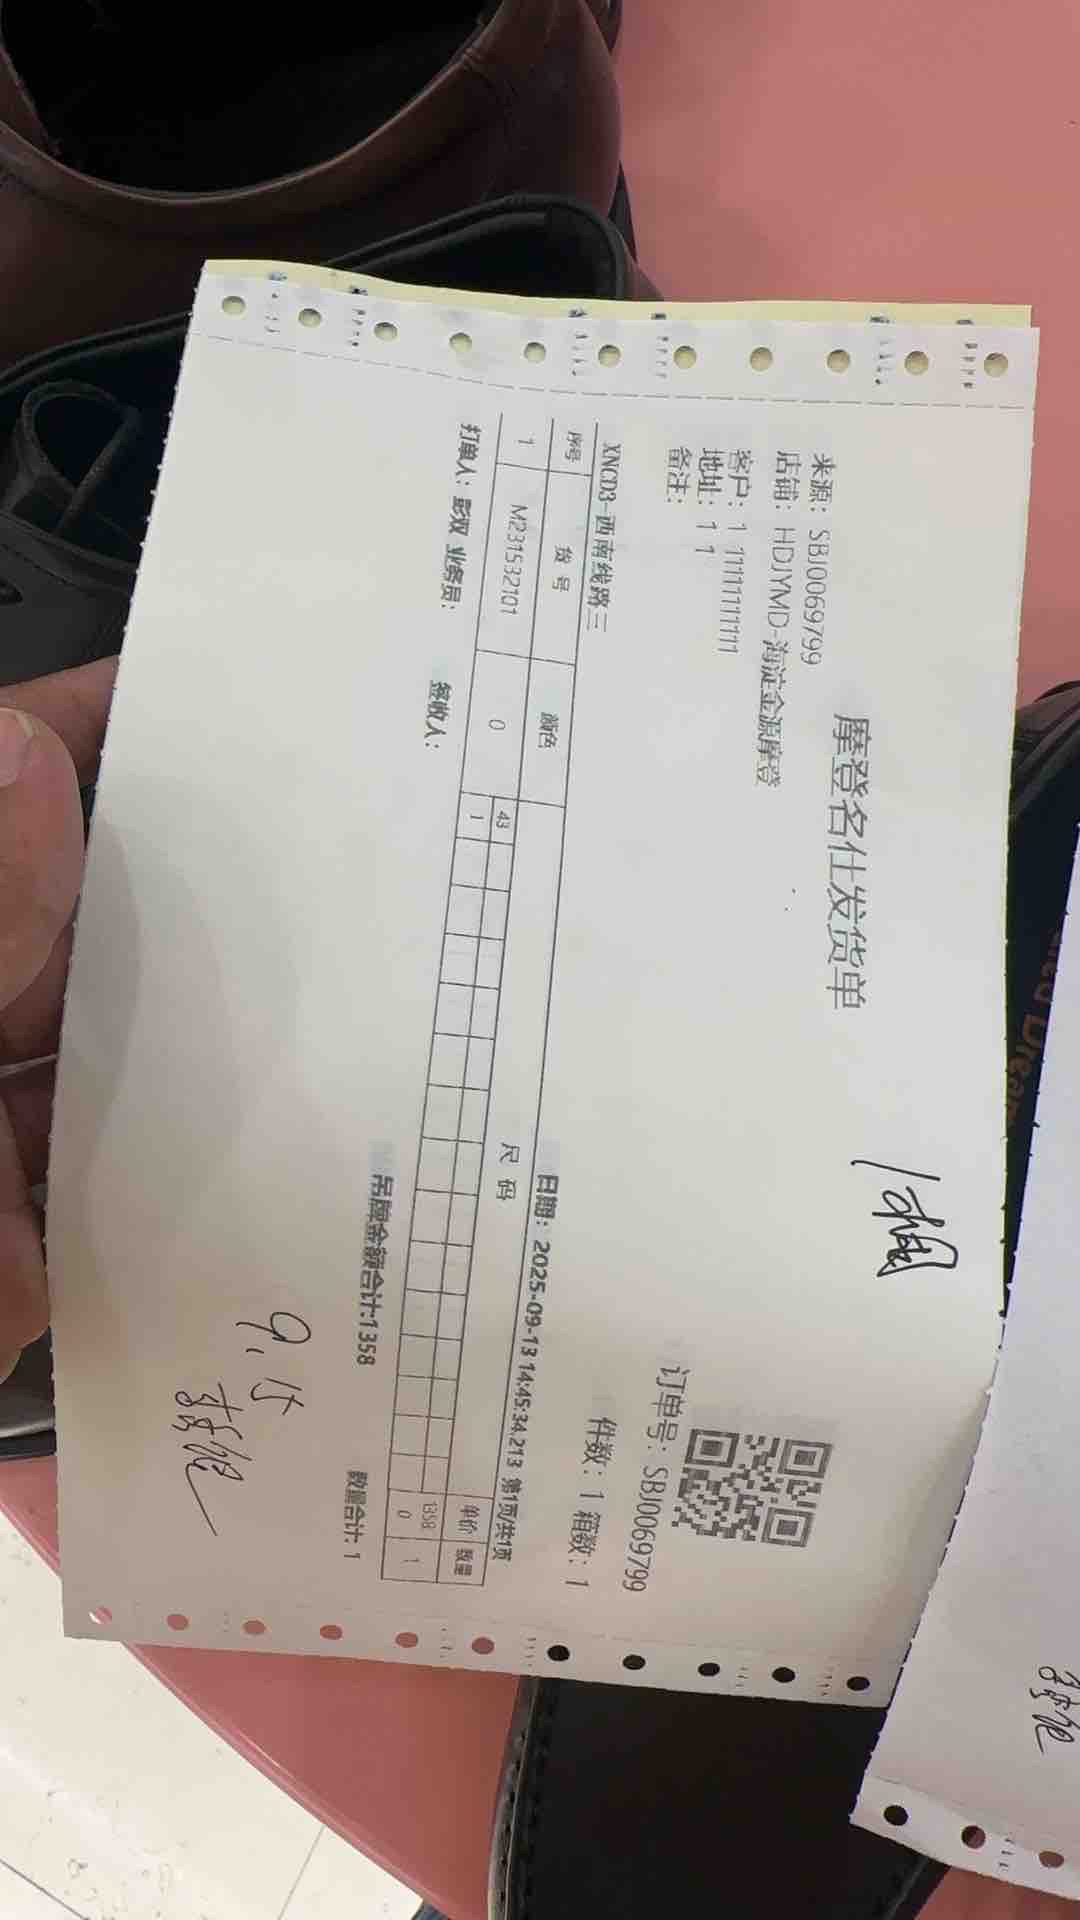 摩登名仕发货单
1
来源：SBJ0069799
店铺：HDJYMD-海淀金源摩登
客户：1 1111111111
地址：1 1
备注：
订单号：SBJ0069799
件数：1 箱数：1
XNCD3-西南线路三
日期：2025-09-13 14:45:34.213 第1页/共1页
序号 货号 颜色 尺码 单价 数量
43
1 M231532101 0 1 13580 1
打单人：彭双 业务员：
签收人：
吊牌金额合计:1358
数量合计:1
9.15